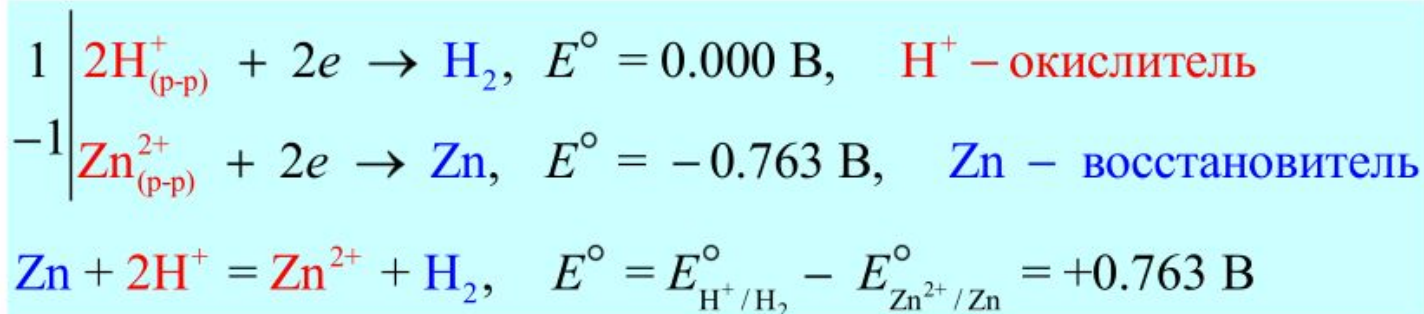 1 | 2H⁺(р-р) + 2e → H₂, E° = 0.000 В, H⁺ – окислитель
−1 | Zn²⁺(р-р) + 2e → Zn, E° = −0.763 В, Zn – восстановитель
Zn + 2H⁺ = Zn²⁺ + H₂, E° = E°H⁺/H₂ − E°Zn²⁺/Zn = +0.763 В